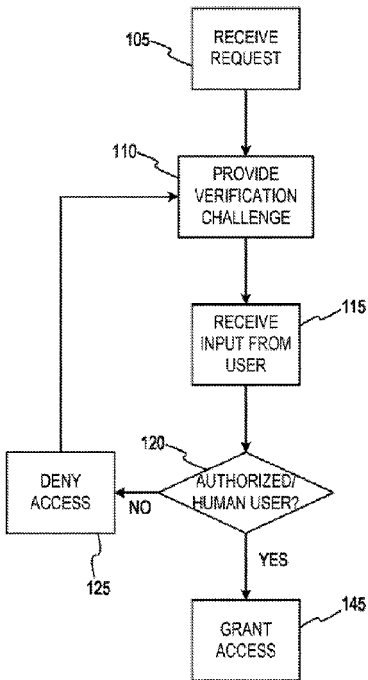 105
RECEIVE
REQUEST
110
PROVIDE
VERIFICATION
CHALLENGE
115
RECEIVE
INPUT FROM
USER
120
AUTHORIZED/
HUMAN USER?
NO
DENY
ACCESS
125
YES
145
GRANT
ACCESS